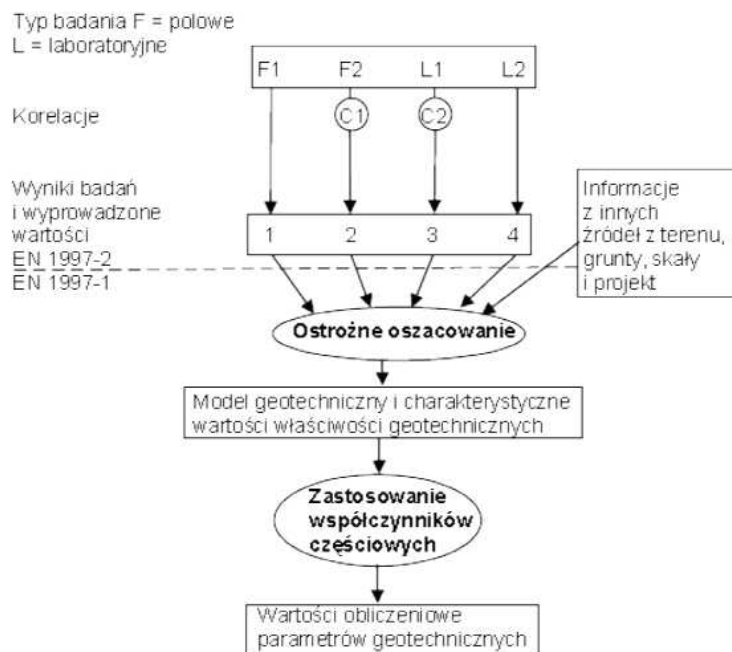 Typ badania F = polowe
L = laboratoryjne
F1 F2 L1 L2
Korelacje
C1 C2
Wyniki badań
i wyprowadzone
wartości
EN 1997-2
EN 1997-1
1 2 3 4
Informacje
z innych
źródeł z terenu,
grunty, skały
i projekt
Ostrożne oszacowanie
Model geotechniczny i charakterystyczne
wartości właściwości geotechnicznych
Zastosowanie
współczynników
częściowych
Wartości obliczeniowe
parametrów geotechnicznych